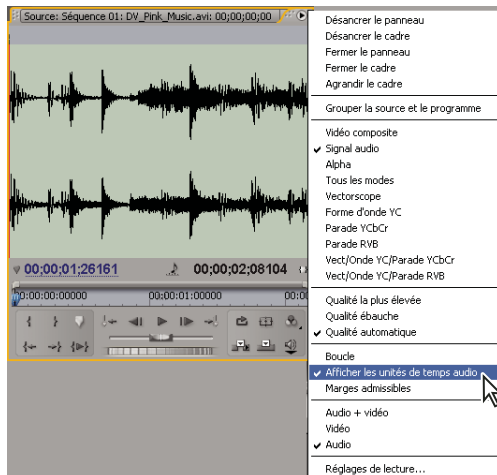 Source: Séquence 01: DV_Pink_Music.avi: 00;00;00;00
00;00;01;26161
00;00;02;08104
0:00:00:00000
00:00:01:00000
00:0
Désancrer le panneau
Désancrer le cadre
Fermer le panneau
Fermer le cadre
Agrandir le cadre
Grouper la source et le programme
Vidéo composite
Signal audio
Alpha
Tous les modes
Vectorscope
Forme d'onde YC
Parade YCbCr
Parade RVB
Vect/Onde YC/Parade YCbCr
Vect/Onde YC/Parade RVB
Qualité la plus élevée
Qualité ébauche
Qualité automatique
Boucle
Afficher les unités de temps audio
Marges admissibles
Audio + vidéo
Vidéo
Audio
Réglages de lecture...